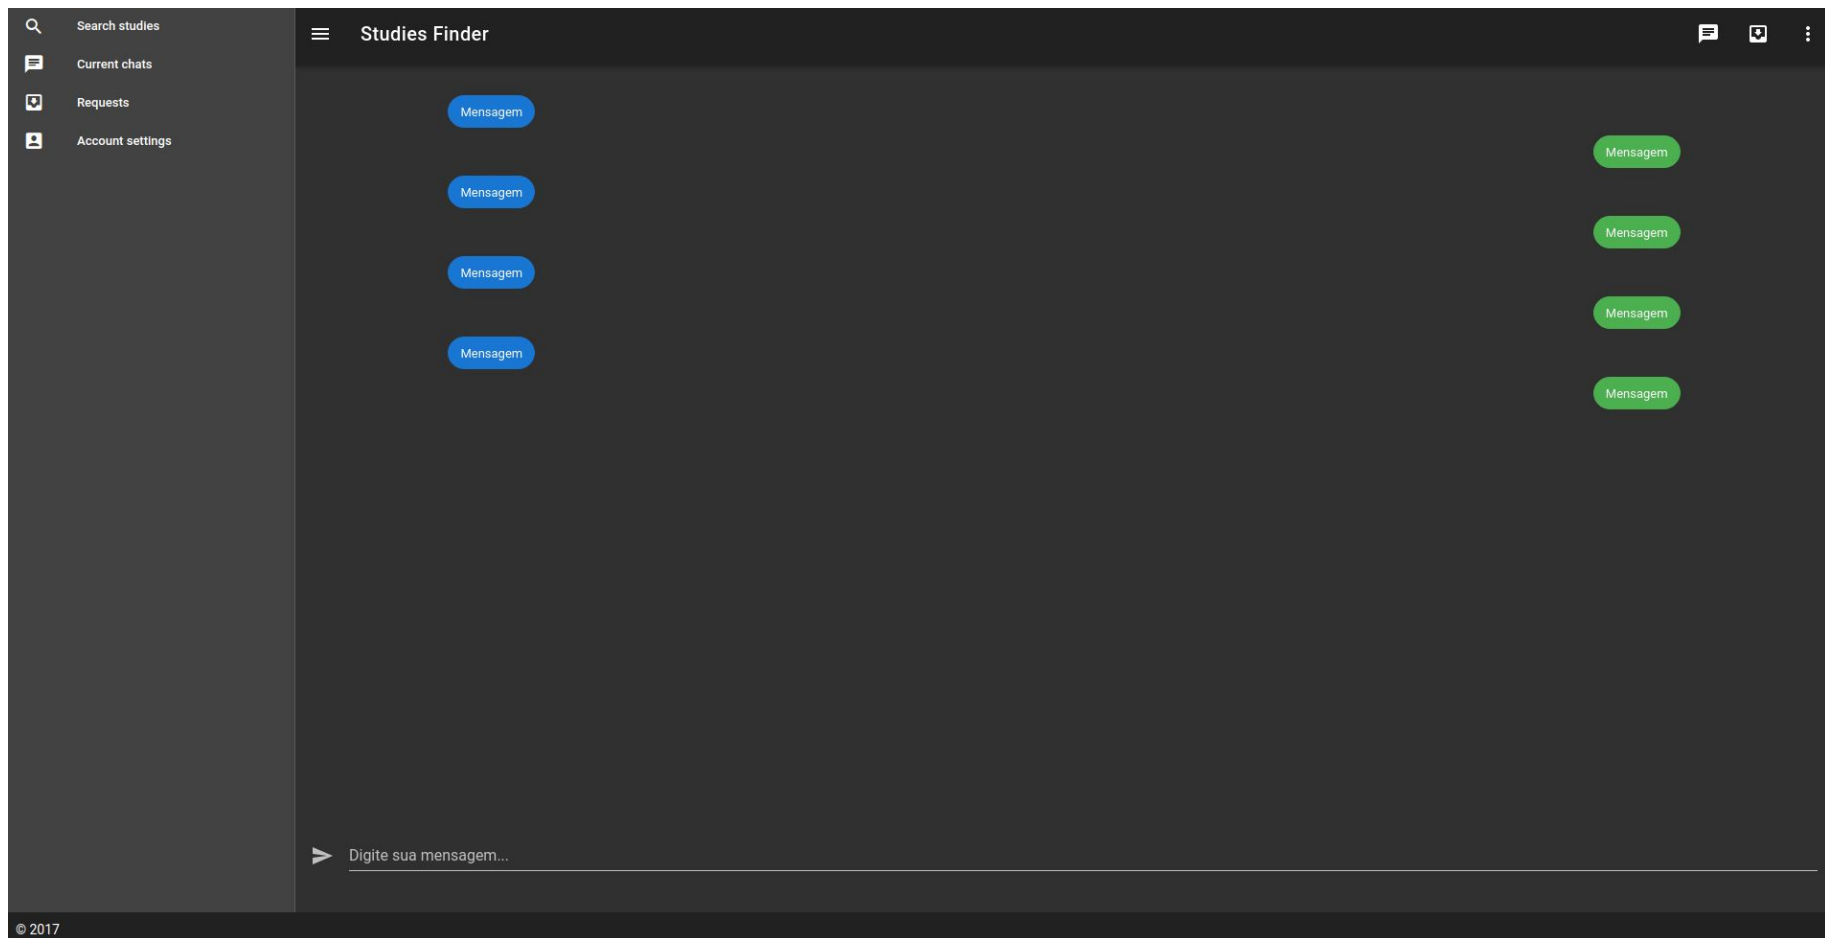 Search studies
Current chats
Requests
Account settings
Studies Finder
Mensagem
Mensagem
Mensagem
Mensagem
Mensagem
Mensagem
Mensagem
Mensagem
Digite sua mensagem...
© 2017